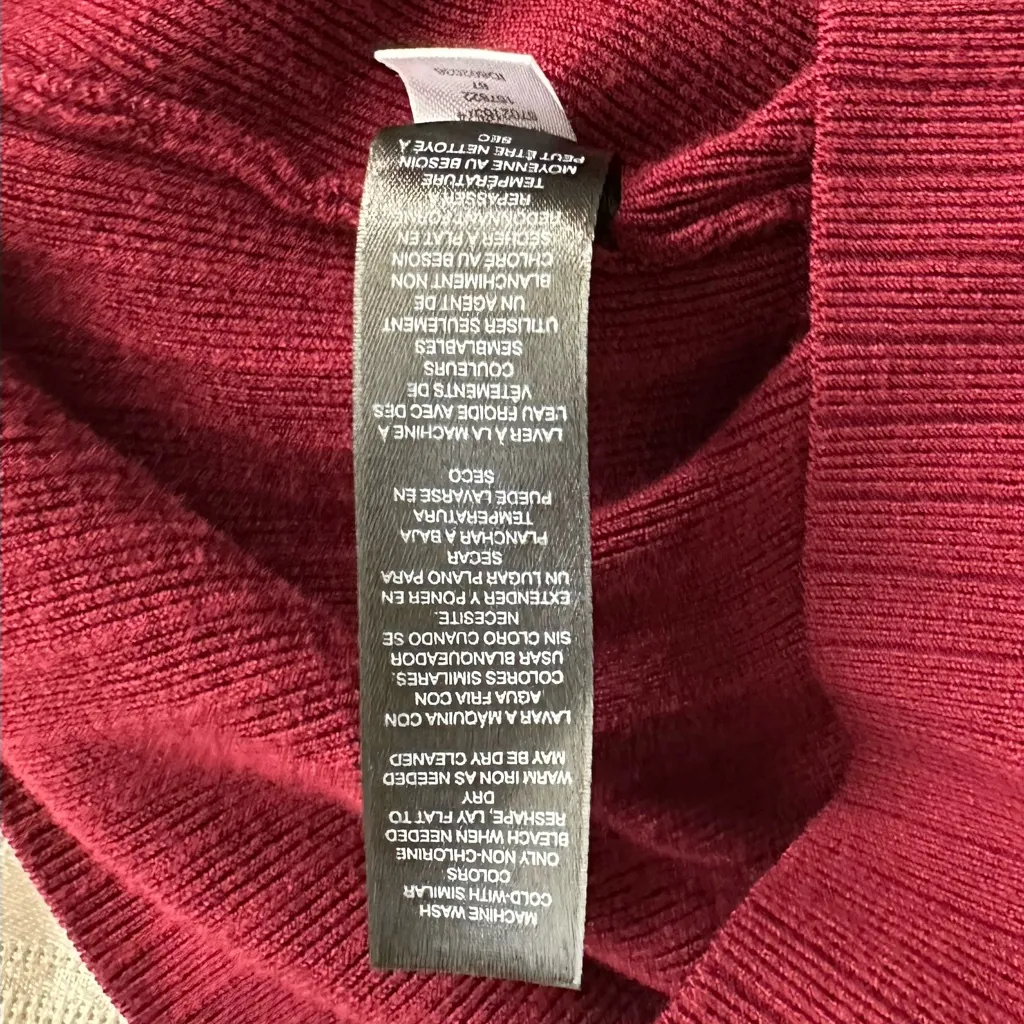 MACHINE WASH
COLD-WITH SIMILAR
COLORS
ONLY NON-CHLORINE
BLEACH WHEN NEEDED
RESHAPE, LAY FLAT TO
DRY
WARM IRON AS NEEDED
MAY BE DRY CLEANED
LAVAR A MÁQUINA CON
AGUA FRIA CON
COLORES SIMILARES.
USAR BLANQUEADOR
SIN CLORO CUANDO SE
NECESITE.
EXTENDER Y PONER EN
UN LUGAR PLANO PARA
SECAR
PLANCHAR A BAJA
TEMPERATURA
PUEDE LAVARSE EN
SECO
LAVER À LA MACHINE À
L'EAU FROIDE AVEC DES
VÊTEMENTS DE
COULEURS
SEMBLABLES
UTILISER SEULEMENT
UN AGENT DE
BLANCHIMENT NON
CHLORÉ AU BESOIN
SÉCHER À PLAT EN
REDONNANT FORME
REPASSER À
TEMPÉRATURE
MOYENNE AU BESOIN
PEUT ÊTRE NETTOYÉ À
SEC
167822
67